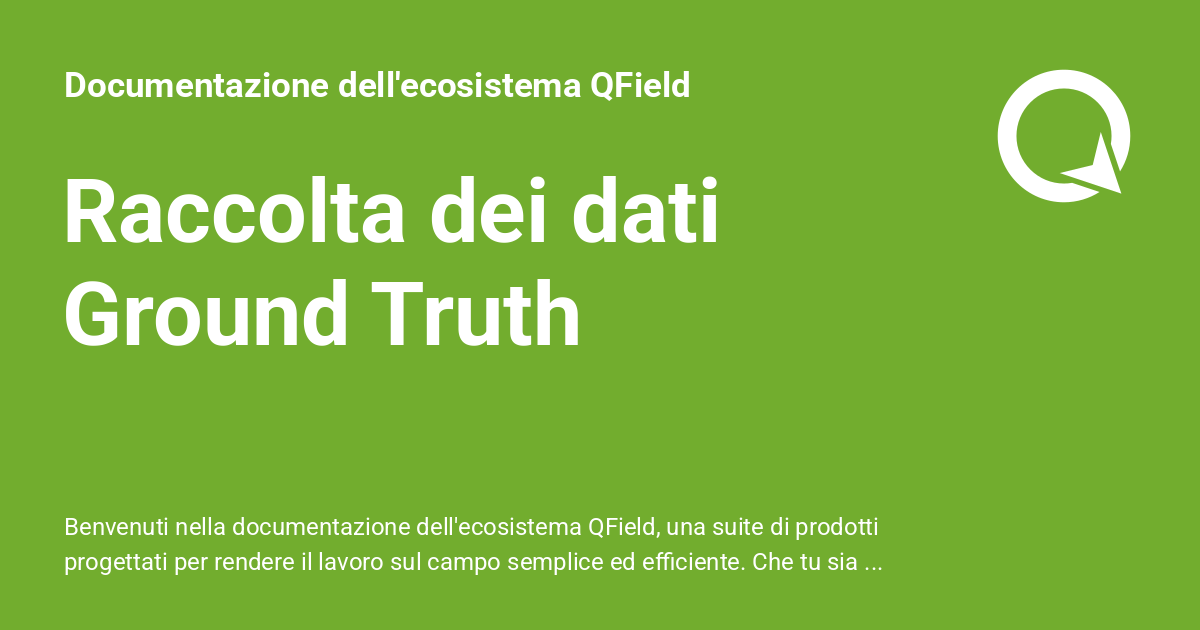 Documentazione dell'ecosistema QField
Raccolta dei dati
Ground Truth
Benvenuti nella documentazione dell'ecosistema QField, una suite di prodotti
progettati per rendere il lavoro sul campo semplice ed efficiente. Che tu sia ...